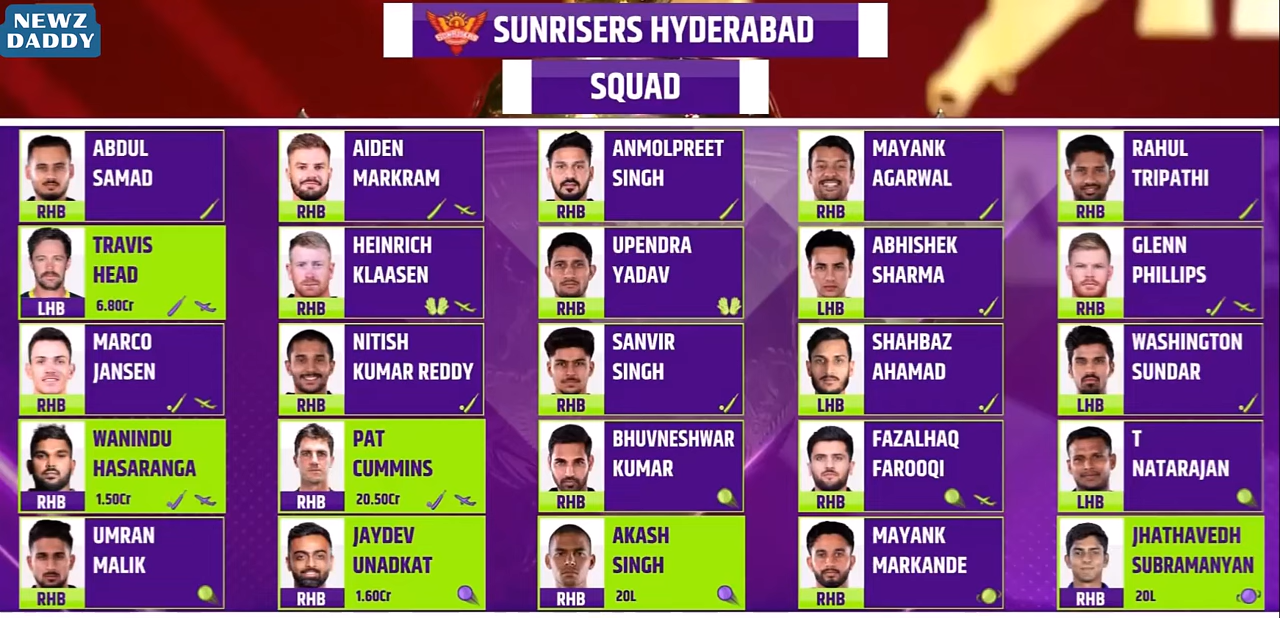 NEWZ
DADDY
SUNRISERS HYDERABAD
SQUAD
ABDUL
SAMAD
RHB
AIDEN
MARKRAM
RHB
ANMOLPREET
SINGH
RHB
MAYANK
AGARWAL
RHB
RAHUL
TRIPATHI
RHB
TRAVIS
HEAD
6.80Cr
LHB
HEINRICH
KLAASEN
RHB
UPENDRA
YADAV
RHB
ABHISHEK
SHARMA
LHB
GLENN
PHILLIPS
RHB
MARCO
JANSEN
RHB
NITISH
KUMAR REDDY
RHB
SANVIR
SINGH
RHB
SHAHBAZ
AHAMAD
LHB
WASHINGTON
SUNDAR
LHB
WANINDU
HASARANGA
1.50Cr
RHB
PAT
CUMMINS
20.50Cr
RHB
BHUVNESHWAR
KUMAR
RHB
FAZALHAQ
FAROOQI
RHB
T
NATARAJAN
LHB
UMRAN
MALIK
RHB
JAYDEV
UNADKAT
1.60Cr
RHB
AKASH
SINGH
20L
RHB
MAYANK
MARKANDE
RHB
JHATHAVEDH
SUBRAMANYAN
20L
RHB